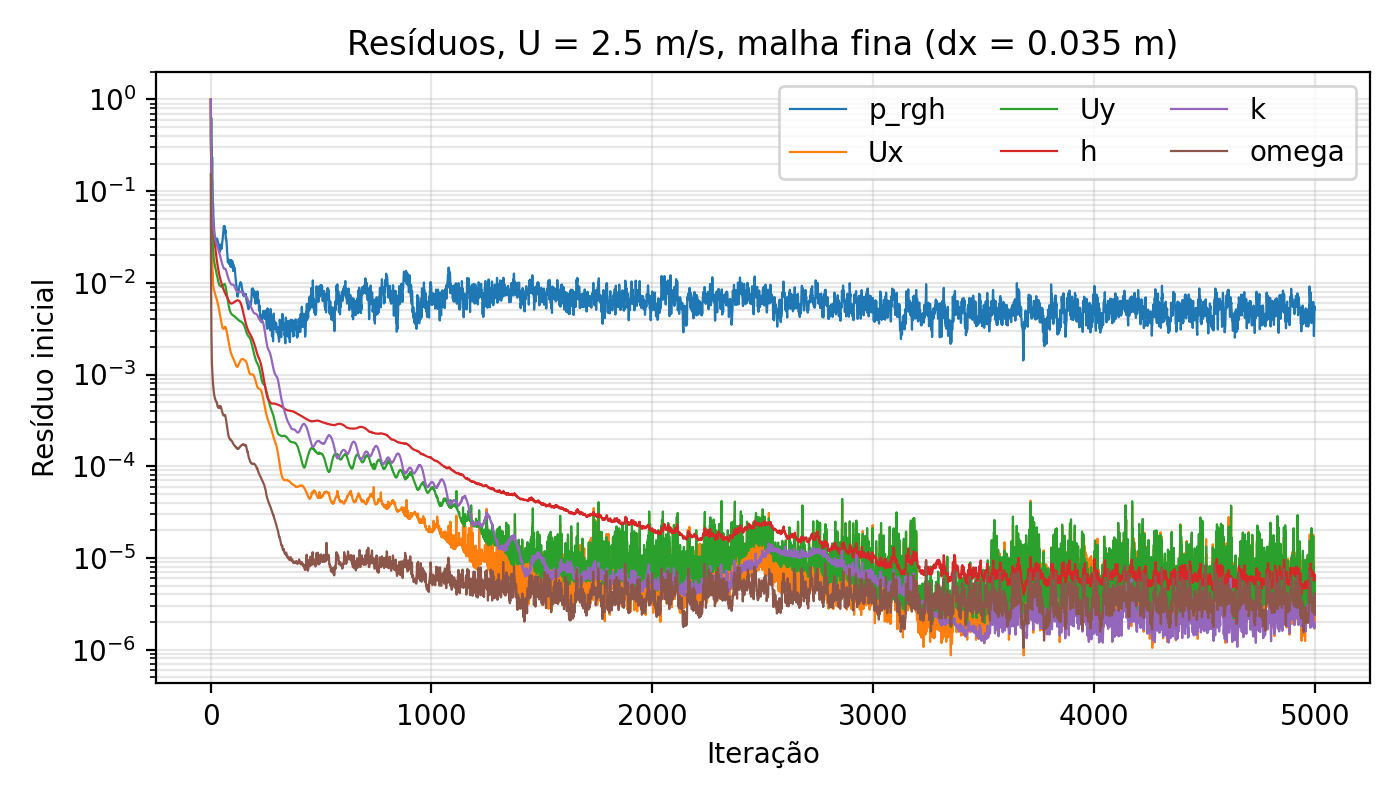 Resíduos, U = 2.5 m/s, malha fina (dx = 0.035 m)
p_rgh Uy k
Ux h omega
10⁰
10⁻¹
10⁻²
10⁻³
10⁻⁴
10⁻⁵
10⁻⁶
Resíduo inicial
0 1000 2000 3000 4000 5000
Iteração